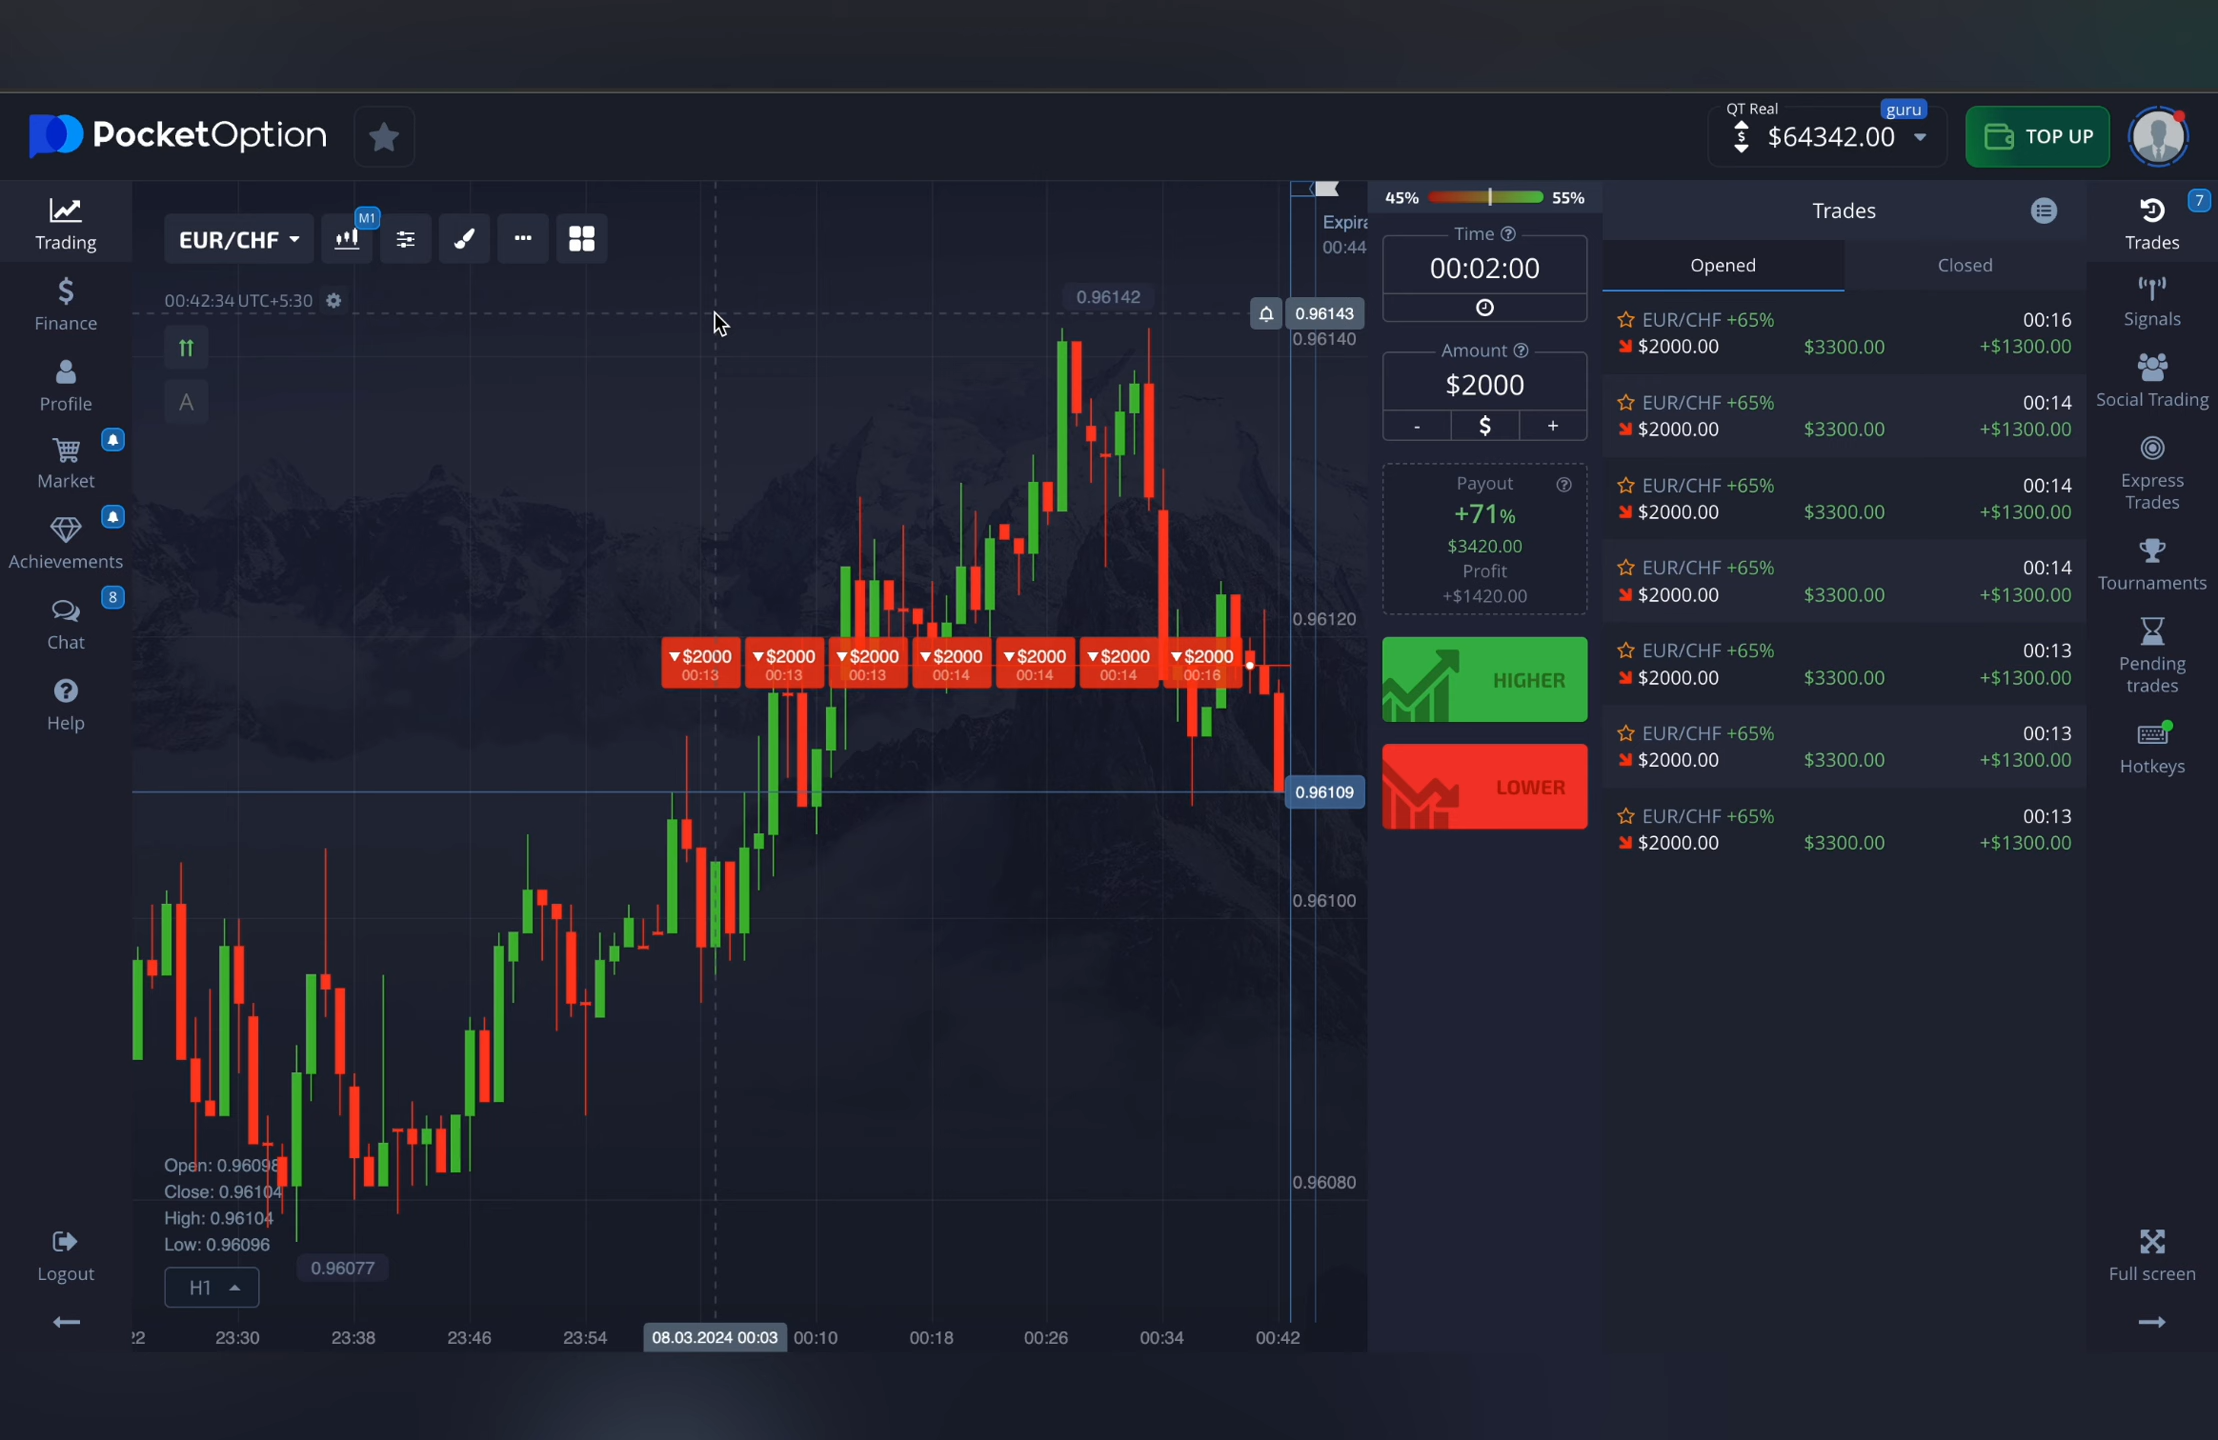 PocketOption
QT Real
guru
$64342.00
TOP UP
Trading
Finance
Profile
Market
Achievements
8
Chat
Help
Logout
EUR/CHF
M1
00:42:34 UTC+5:30
A
Expira
00:44
0.96142
0.96143
0.96140
0.96120
0.96109
0.96100
0.96080
▼$2000 ▼$2000 ▼$2000 ▼$2000 ▼$2000 ▼$2000 ▼$2000
00:13 00:13 00:13 00:14 00:14 00:14 00:16
Open: 0.96098
Close: 0.96104
High: 0.96104
Low: 0.96096
0.96077
H1
22 23:30 23:38 23:46 23:54 08.03.2024 00:03 00:10 00:18 00:26 00:34 00:42
45% 55%
Time
00:02:00
Amount
$2000
- $ +
Payout
+71%
$3420.00
Profit
+$1420.00
HIGHER
LOWER
Trades
Opened Closed
EUR/CHF +65% 00:16
$2000.00 $3300.00 +$1300.00
EUR/CHF +65% 00:14
$2000.00 $3300.00 +$1300.00
EUR/CHF +65% 00:14
$2000.00 $3300.00 +$1300.00
EUR/CHF +65% 00:14
$2000.00 $3300.00 +$1300.00
EUR/CHF +65% 00:13
$2000.00 $3300.00 +$1300.00
EUR/CHF +65% 00:13
$2000.00 $3300.00 +$1300.00
EUR/CHF +65% 00:13
$2000.00 $3300.00 +$1300.00
7
Trades
Signals
Social Trading
Express
Trades
Tournaments
Pending
trades
Hotkeys
Full screen